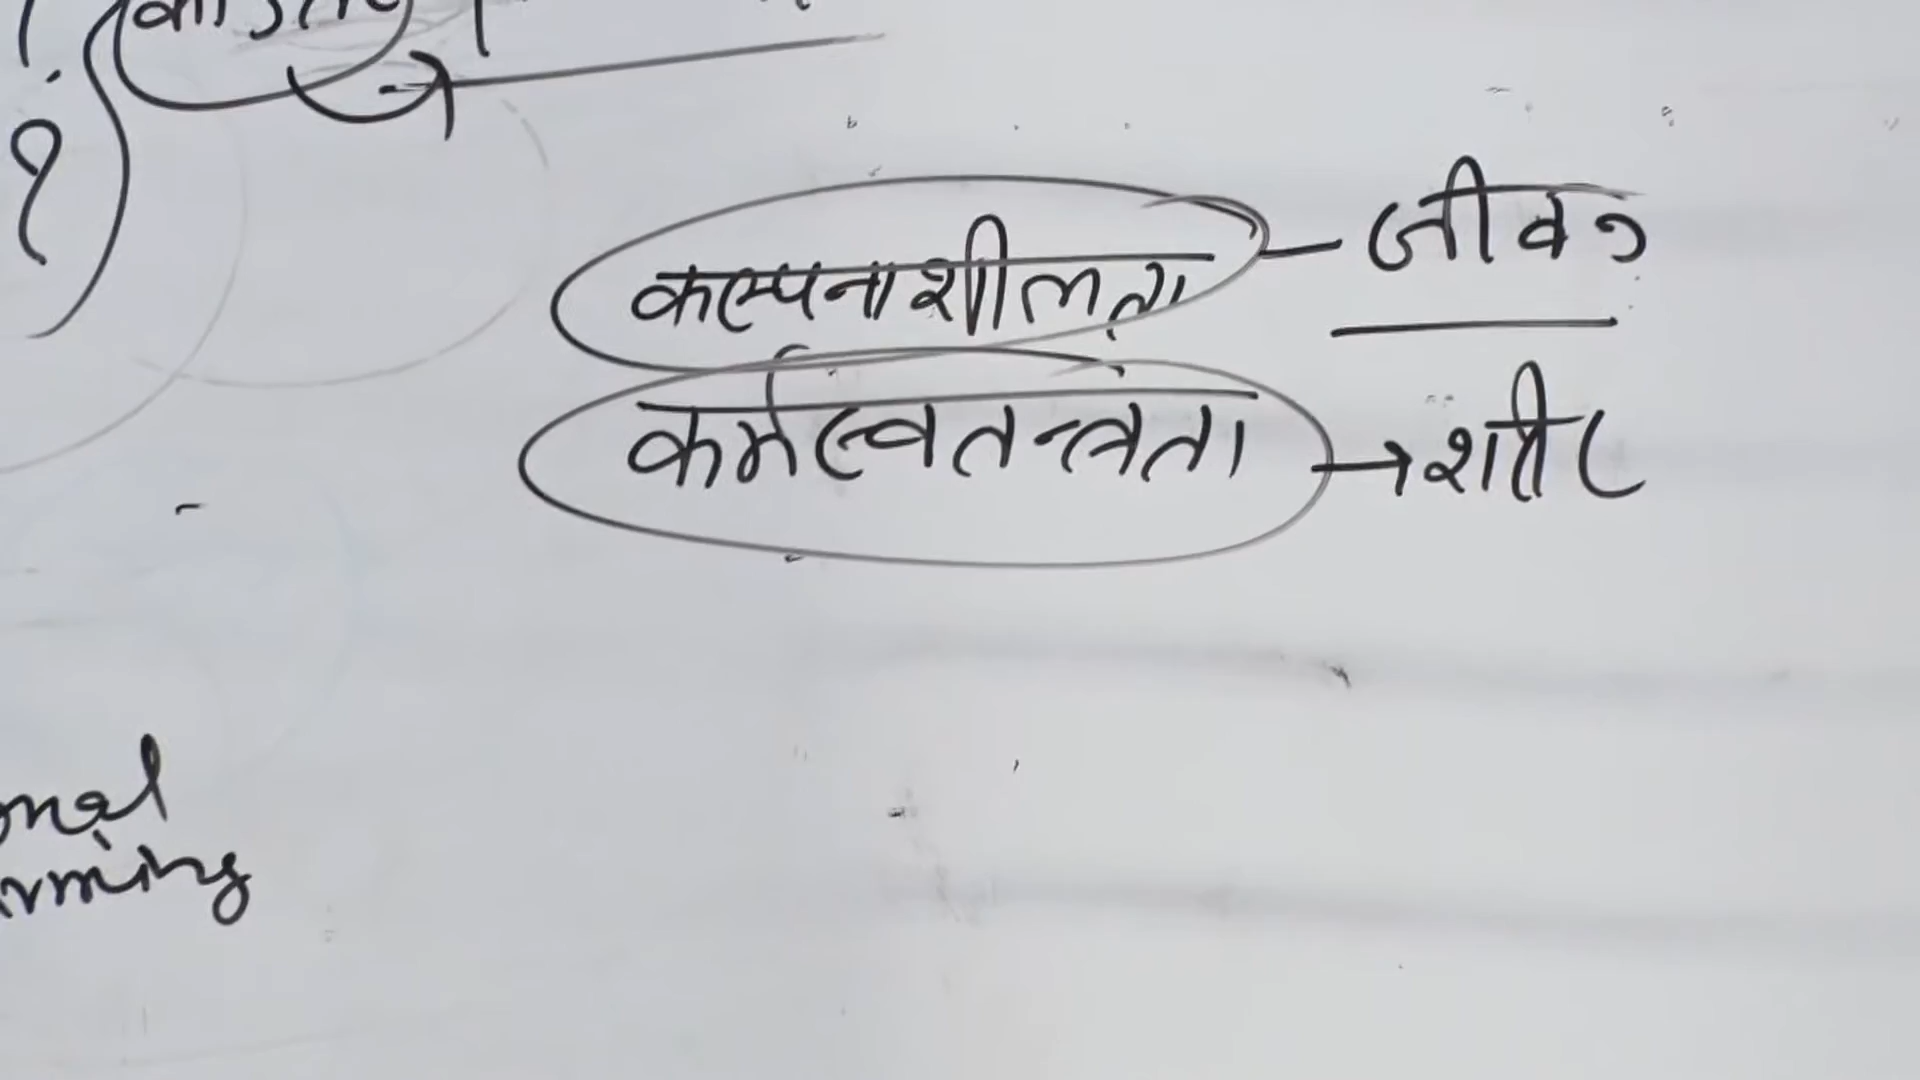 ?
कल्पनाशीलता – जीवन
कर्मस्वतन्त्रता → शरीर